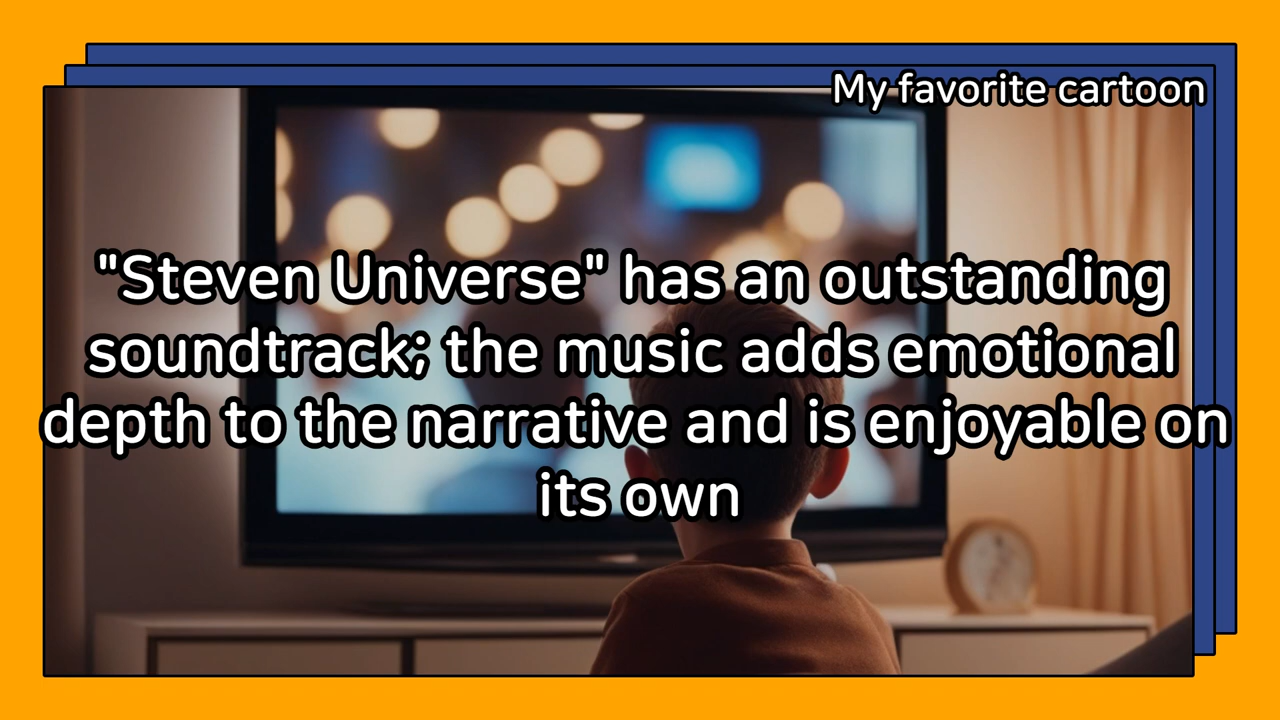 My favorite cartoon
"Steven Universe" has an outstanding
soundtrack; the music adds emotional
depth to the narrative and is enjoyable on
its own